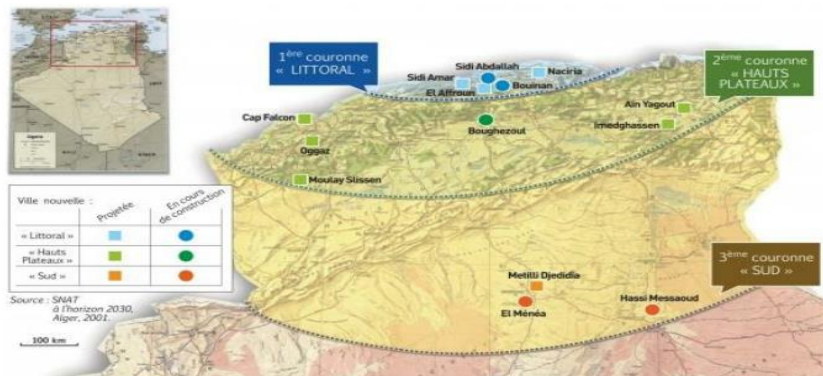 1ère couronne
« LITTORAL »
Sidi Abdallah
Naciria
Sidi Amar
El Affroun
Bouinan
2ème couronne
« HAUTS
PLATEAUX »
Cap Falcon
Boughezoul
Ain Yagout
Imedghassen
Oggaz
Moulay Slissen
Ville nouvelle :
Projetée
En cours
de construction
« Littoral »
« Hauts
Plateaux »
« Sud »
3ème couronne
« SUD »
Metilli Djedidia
El Ménéa
Hassi Messaoud
Source : SNAT
à l'horizon 2030,
Alger, 2001.
100 km